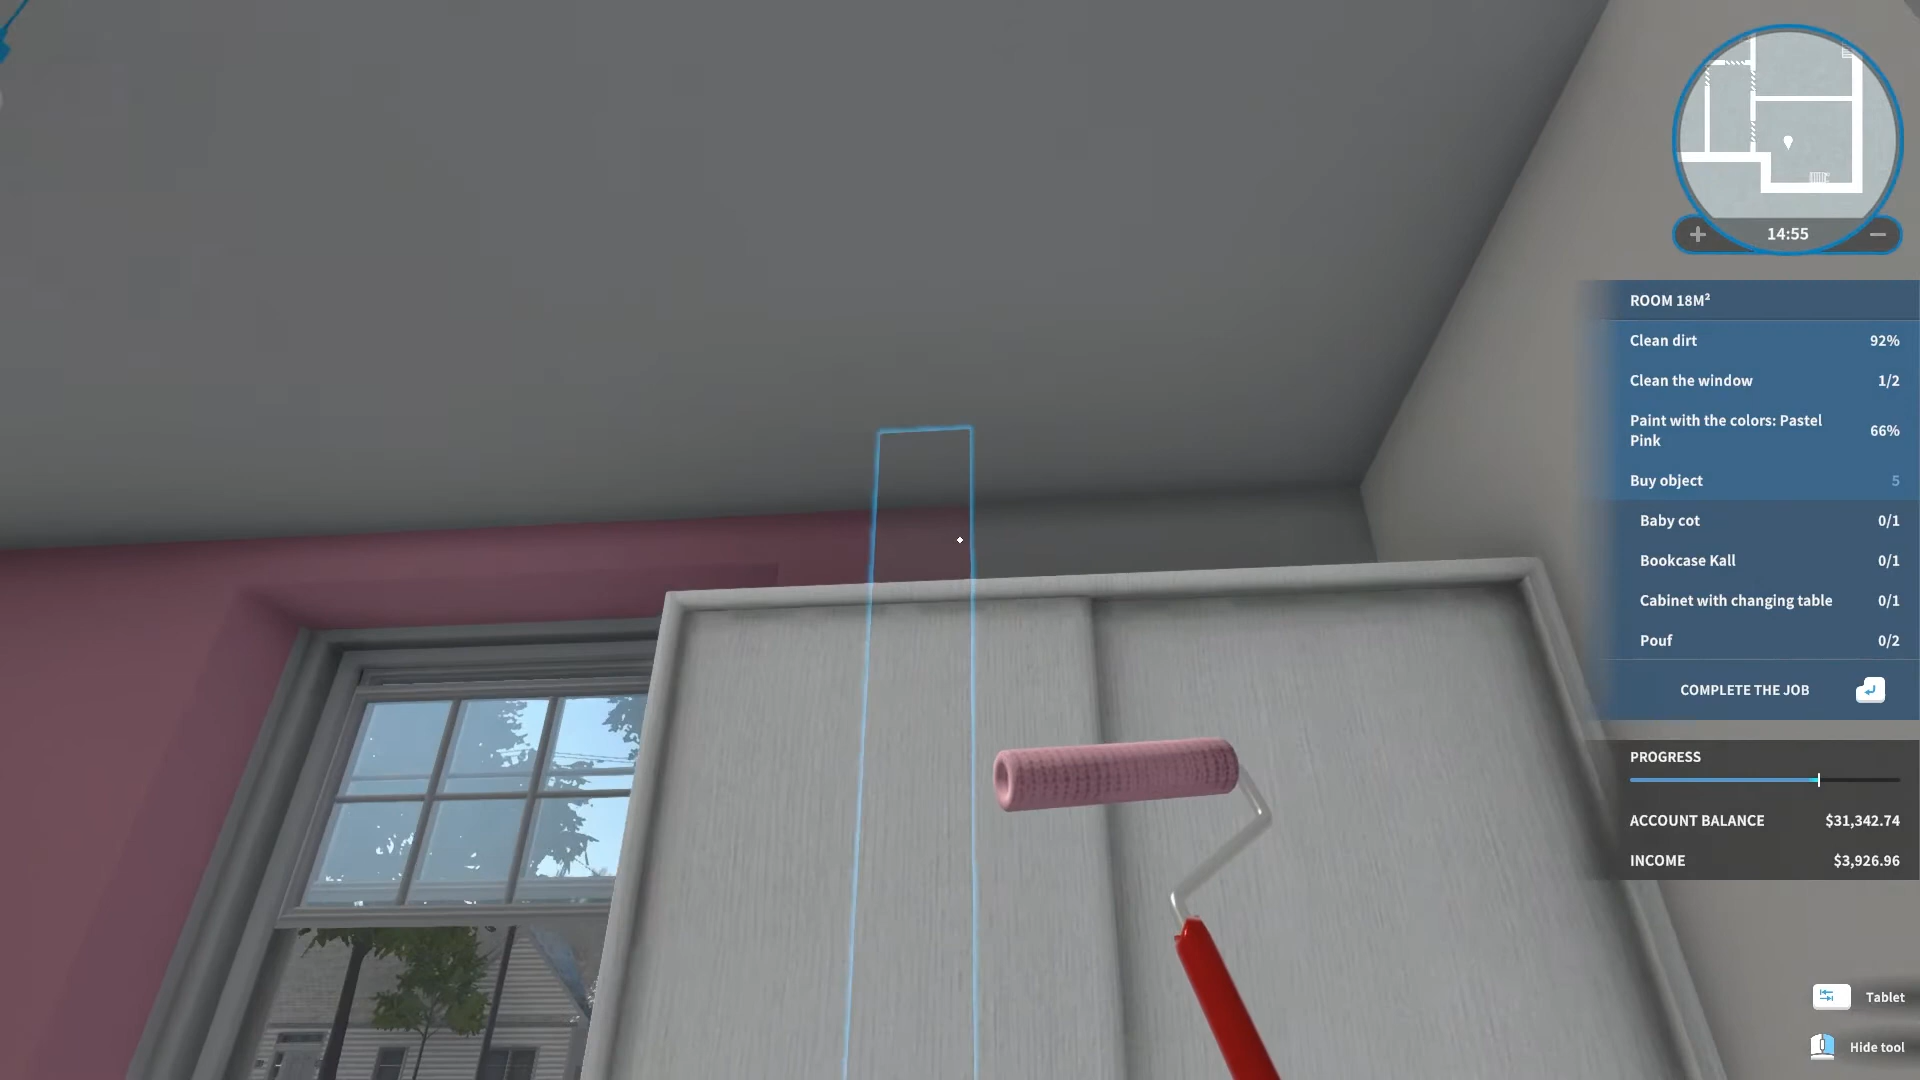 14:55
ROOM 18M²
Clean dirt 92%
Clean the window 1/2
Paint with the colors: Pastel
Pink 66%
Buy object 5
Baby cot 0/1
Bookcase Kall 0/1
Cabinet with changing table 0/1
Pouf 0/2
COMPLETE THE JOB
PROGRESS
ACCOUNT BALANCE $31,342.74
INCOME $3,926.96
Tablet
Hide tool